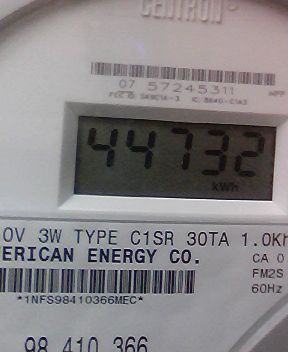 CENTRON
07 57245311
44732
kWh
0V 3W TYPE C1SR 30TA 1.0Kh
ERICAN ENERGY CO.
CA 0
FM2S
*1NFS98410366MEC*
60Hz
98 410 366